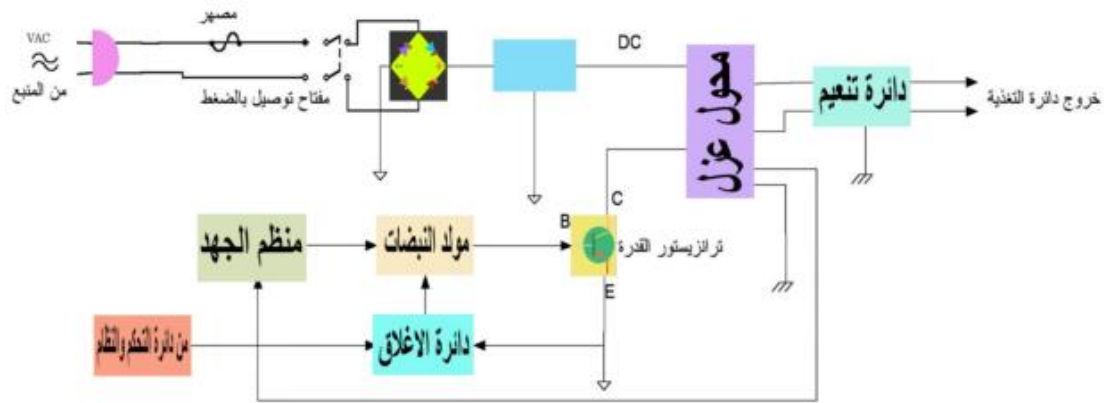 مصهر
VAC
من المنبع
مفتاح توصيل بالضغط
DC
محول عزل
دائرة تنعيم
خروج دائرة التغذية
C
B
ترانزيستور القدرة
E
منظم الجهد
مولد النبضات
من دائرة التحكم والنظام
دائرة الاغلاق